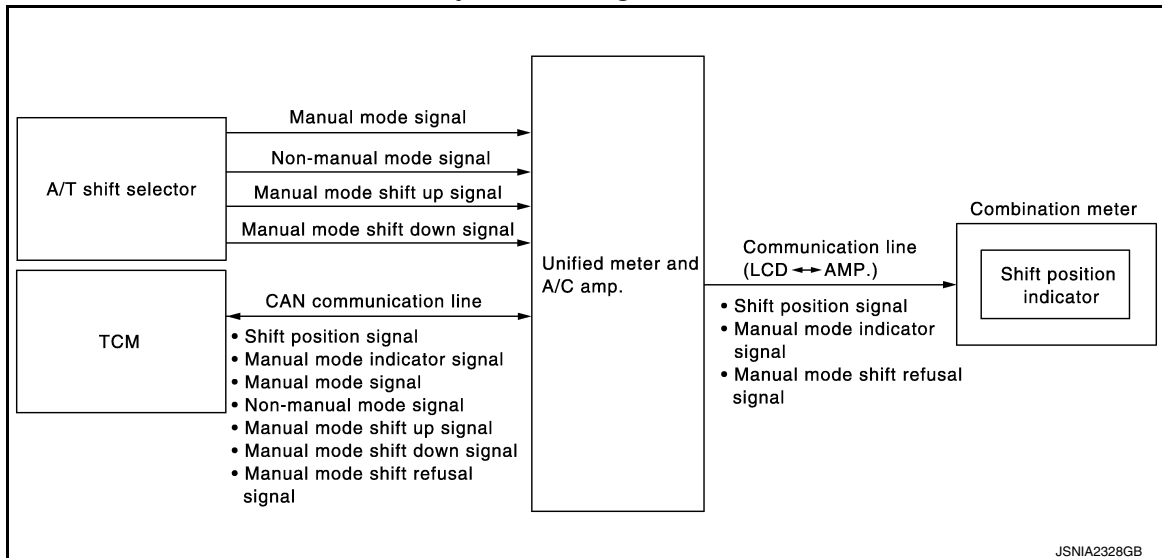 Manual mode signal
Non-manual mode signal
A/T shift selector
Manual mode shift up signal
Manual mode shift down signal
TCM
CAN communication line
• Shift position signal
• Manual mode indicator signal
• Manual mode signal
• Non-manual mode signal
• Manual mode shift up signal
• Manual mode shift down signal
• Manual mode shift refusal
signal
Unified meter and
A/C amp.
Communication line
(LCD ↔ AMP.)
• Shift position signal
• Manual mode indicator
signal
• Manual mode shift refusal
signal
Combination meter
Shift position
indicator
JSNIA2328GB